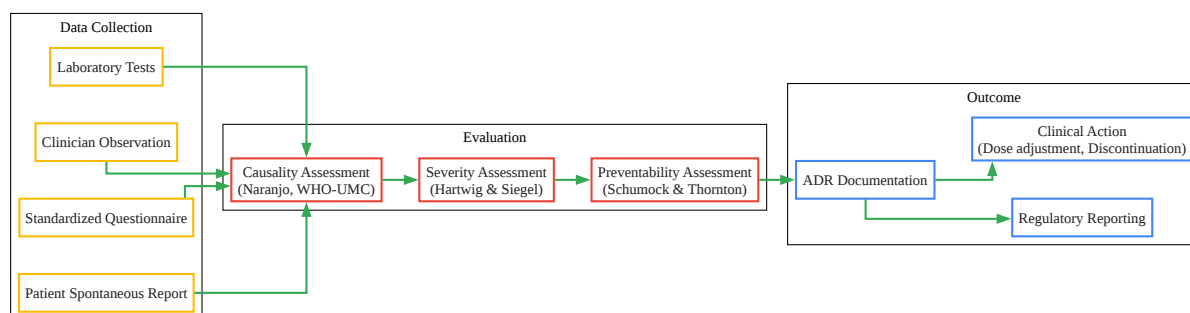 Data Collection
Laboratory Tests
Clinician Observation
Standardized Questionnaire
Patient Spontaneous Report
Evaluation
Causality Assessment
(Naranjo, WHO-UMC)
Severity Assessment
(Hartwig & Siegel)
Preventability Assessment
(Schumock & Thornton)
Outcome
ADR Documentation
Clinical Action
(Dose adjustment, Discontinuation)
Regulatory Reporting